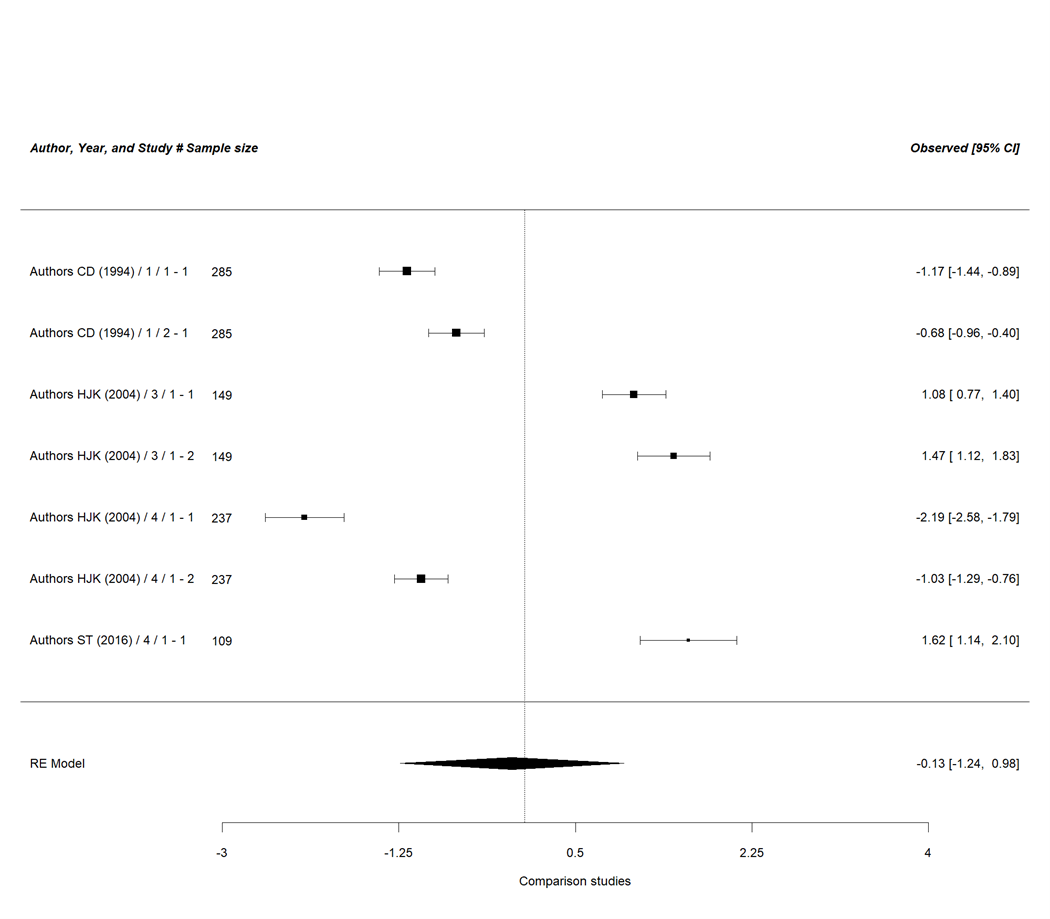 Author, Year, and Study # Sample size Observed [95% CI]
Authors CD (1994) / 1 / 1 - 1 285 -1.17 [-1.44, -0.89]
Authors CD (1994) / 1 / 2 - 1 285 -0.68 [-0.96, -0.40]
Authors HJK (2004) / 3 / 1 - 1 149 1.08 [ 0.77, 1.40]
Authors HJK (2004) / 3 / 1 - 2 149 1.47 [ 1.12, 1.83]
Authors HJK (2004) / 4 / 1 - 1 237 -2.19 [-2.58, -1.79]
Authors HJK (2004) / 4 / 1 - 2 237 -1.03 [-1.29, -0.76]
Authors ST (2016) / 4 / 1 - 1 109 1.62 [ 1.14, 2.10]
RE Model -0.13 [-1.24, 0.98]
-3 -1.25 0.5 2.25 4
Comparison studies